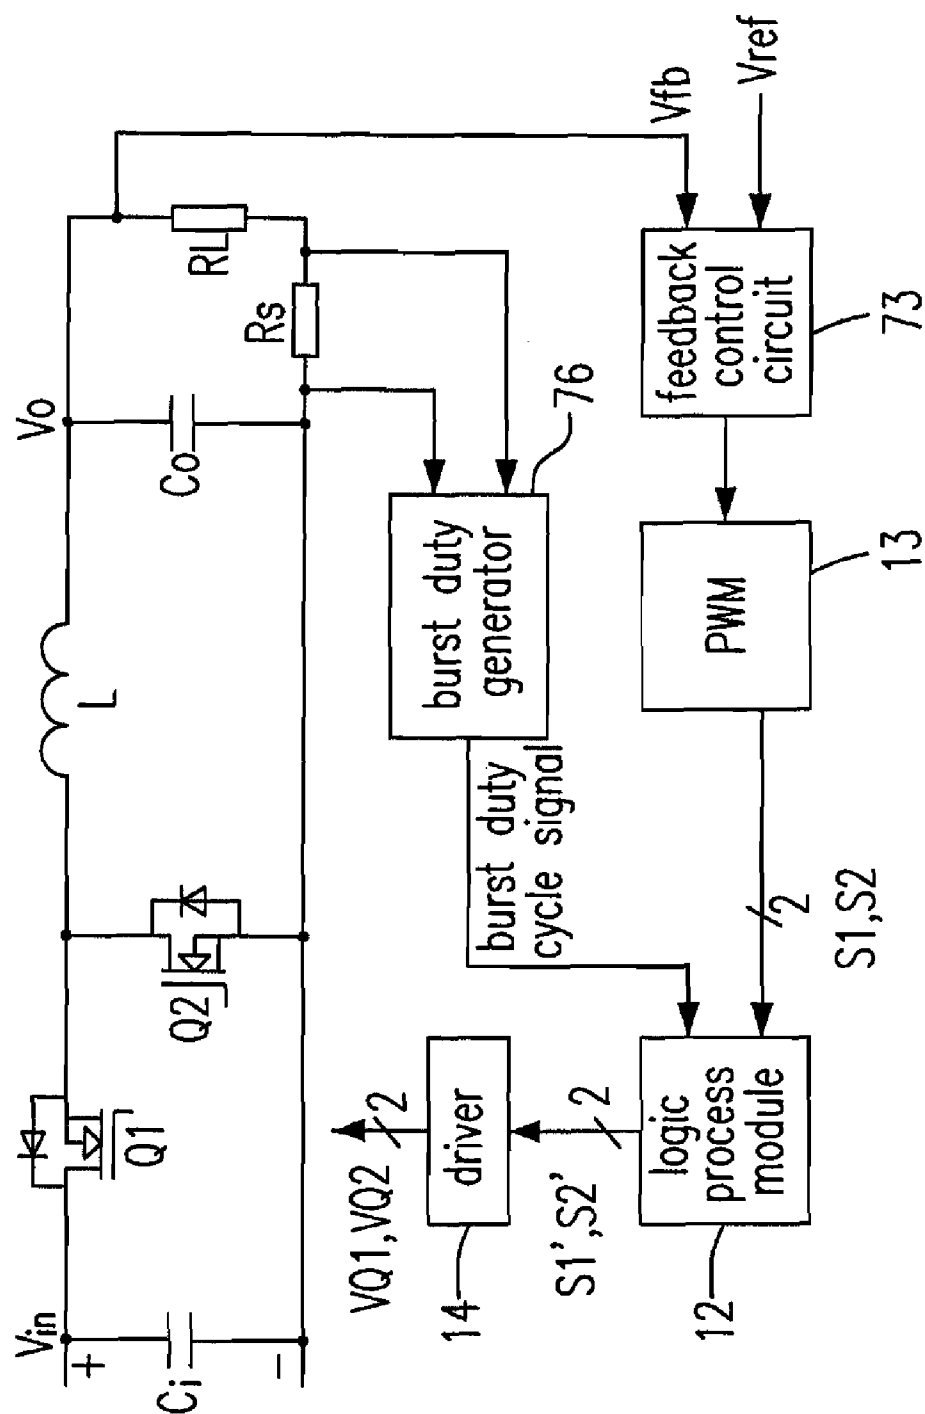 Vin
+
Ci
−
Q1
Q2
L
Vo
Co
RL
Rs
VQ1,VQ2
2
driver
14
S1',S2'
2
burst duty
generator
76
burst duty
cycle signal
logic
process
module
12
2
S1,S2
PWM
13
feedback
control
circuit
73
Vfb
Vref